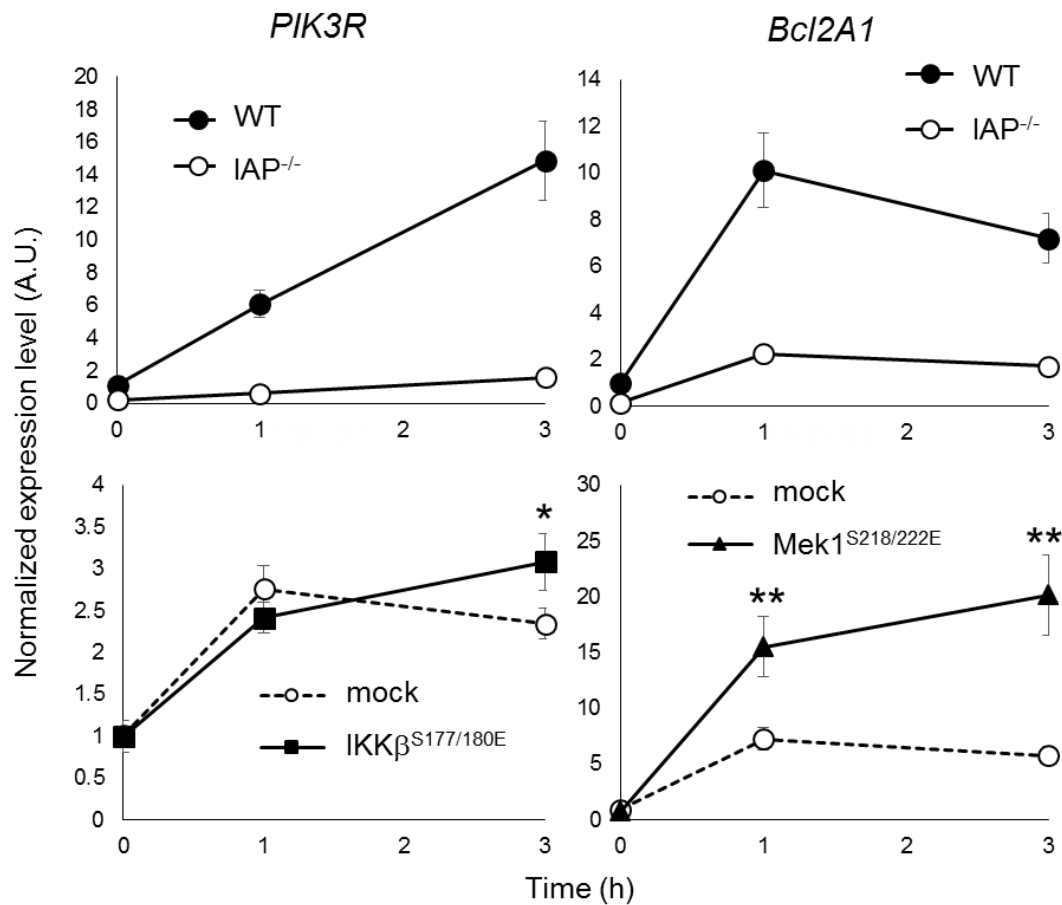 PIK3R
Bcl2A1
Normalized expression level (A.U.)
20
18
16
14
12
10
8
6
4
2
0
0 1 2 3
WT
IAP-/-
14
12
10
8
6
4
2
0
0 1 2 3
WT
IAP-/-
4
3.5
3
2.5
2
1.5
1
0.5
0
0 1 2 3
*
mock
IKKβS177/180E
30
25
20
15
10
5
0
0 1 2 3
mock
Mek1S218/222E
**
**
Time (h)